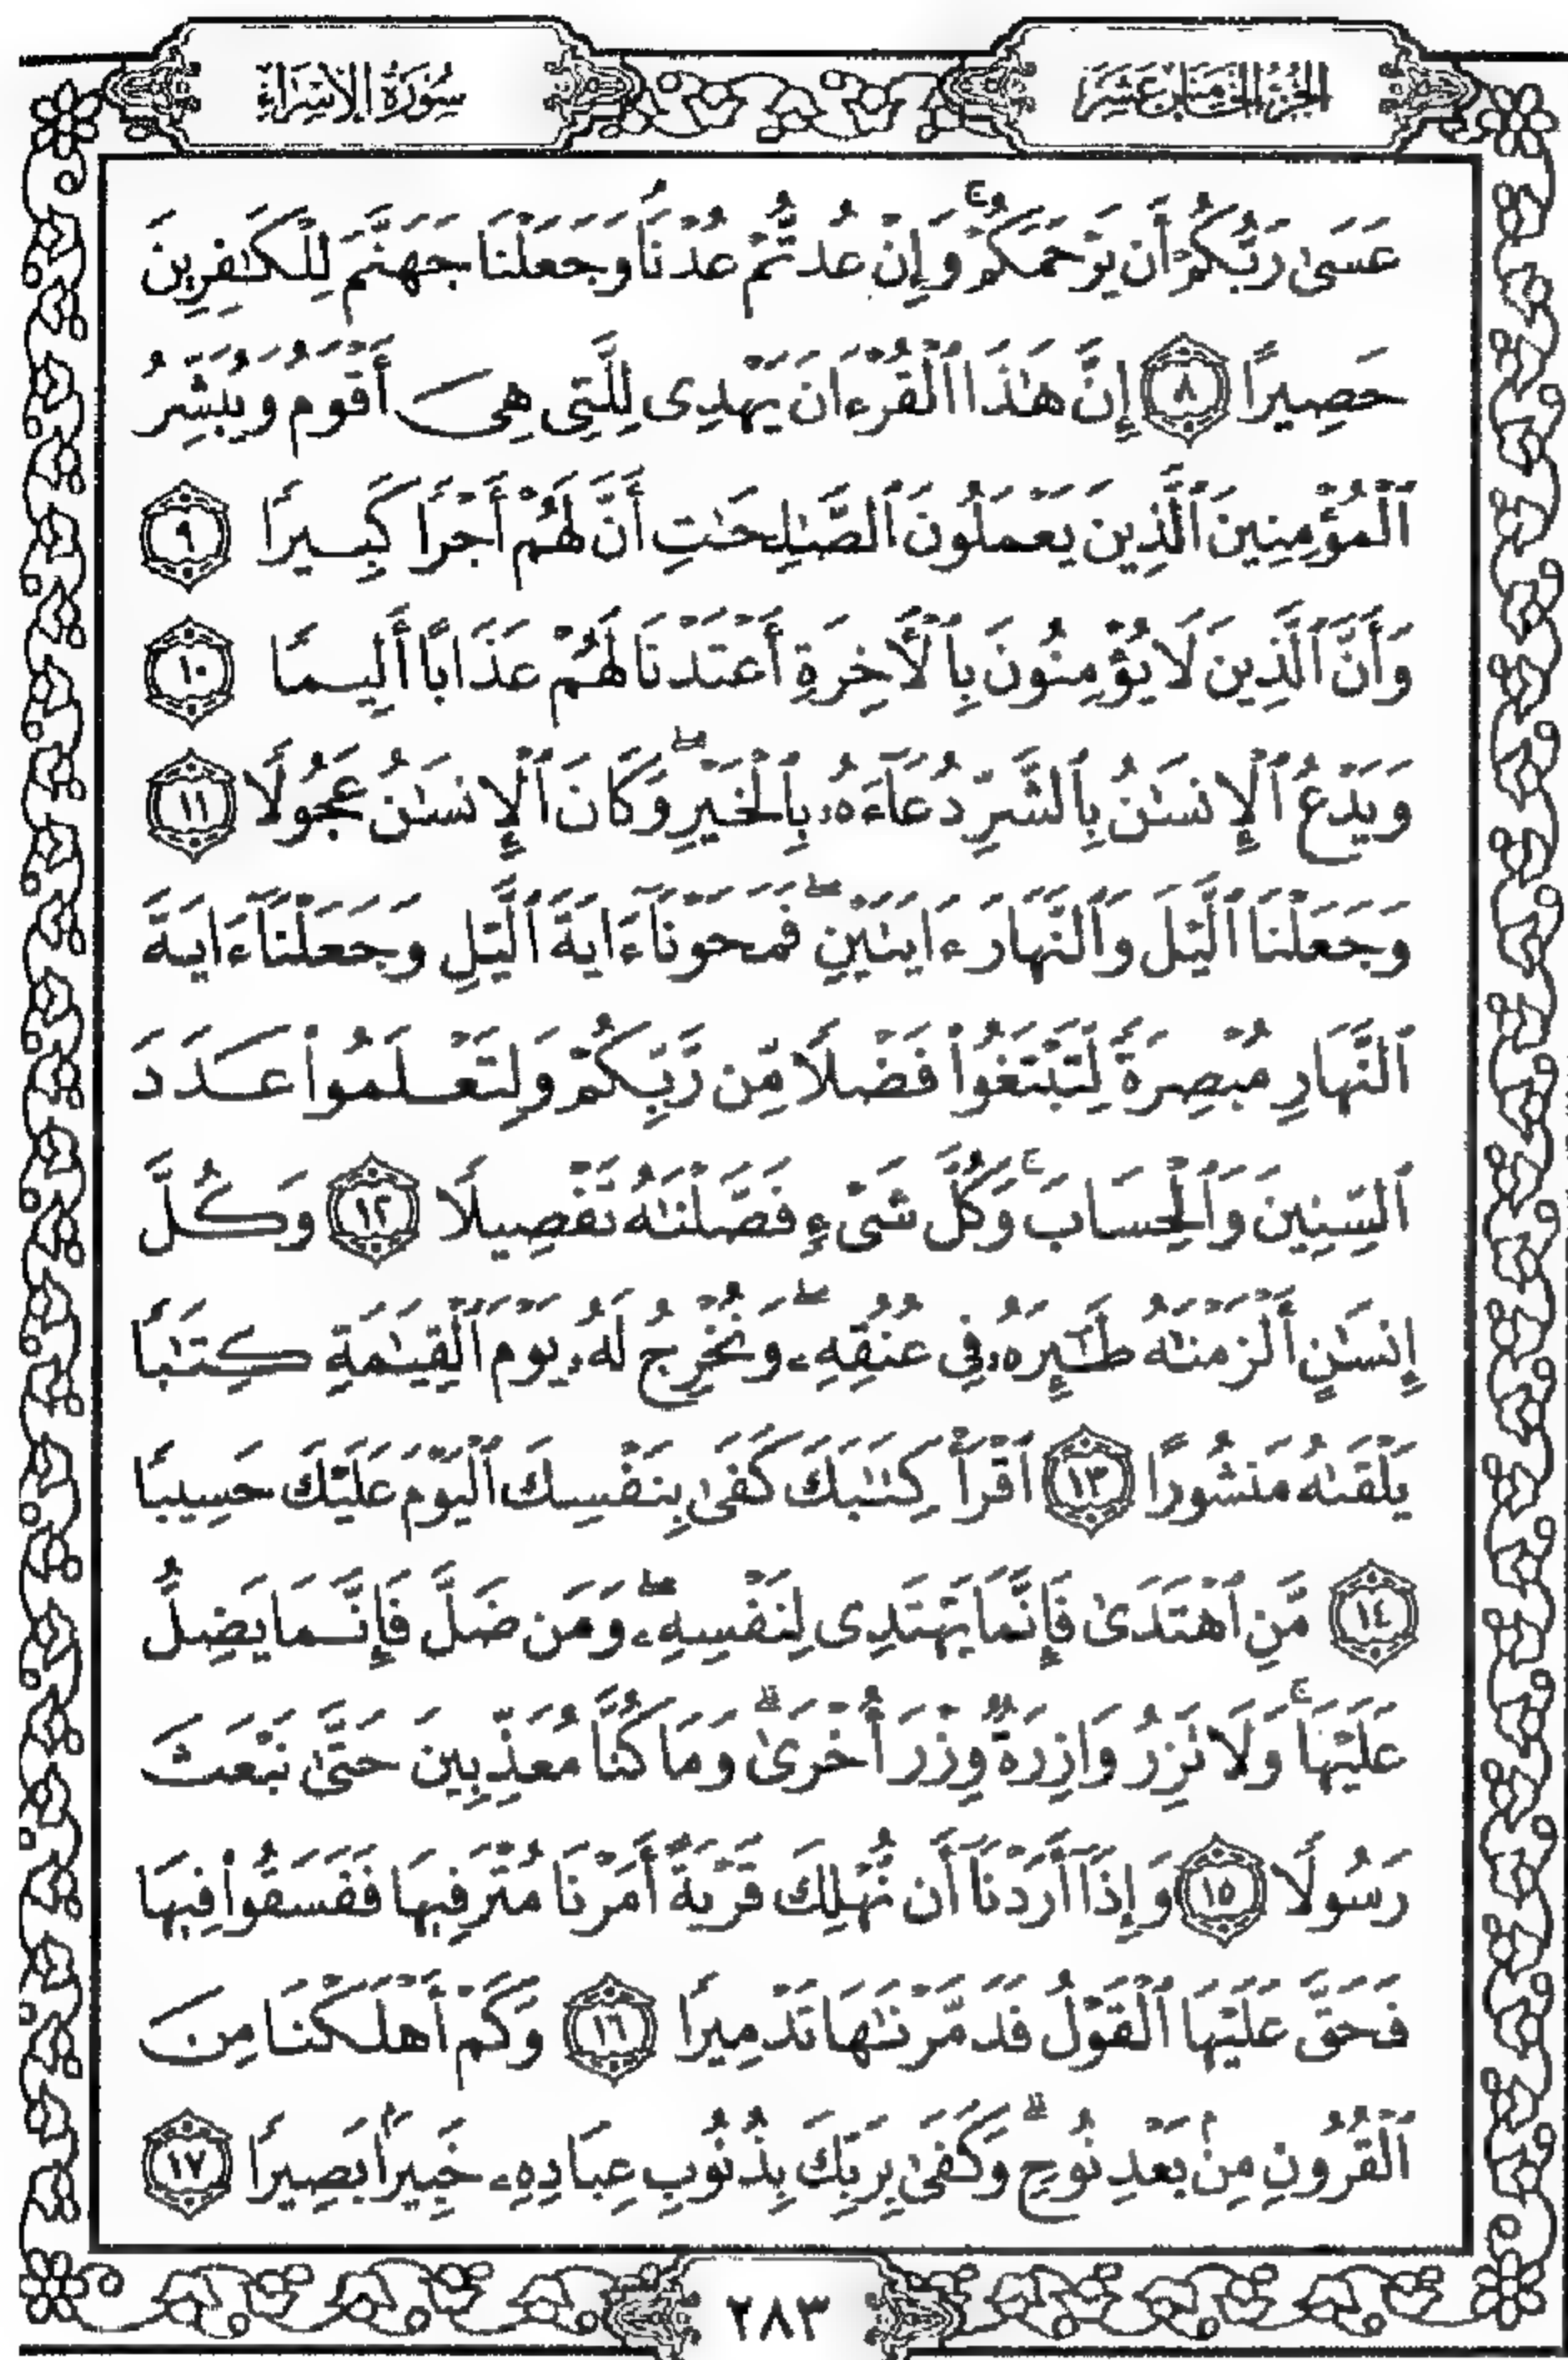 الجزء الخامس عشر
سورة الإسراء
عَسَىٰ رَبُّكُمْ أَن يَرْحَمَكُمْ ۚ وَإِنْ عُدتُّمْ عُدْنَا ۘ وَجَعَلْنَا جَهَنَّمَ لِلْكَـٰفِرِينَ
حَصِيرًا ٨ إِنَّ هَـٰذَا ٱلْقُرْءَانَ يَهْدِى لِلَّتِى هِىَ أَقْوَمُ وَيُبَشِّرُ
ٱلْمُؤْمِنِينَ ٱلَّذِينَ يَعْمَلُونَ ٱلصَّـٰلِحَـٰتِ أَنَّ لَهُمْ أَجْرًا كَبِيرًا ٩
وَأَنَّ ٱلَّذِينَ لَا يُؤْمِنُونَ بِٱلْـَٔاخِرَةِ أَعْتَدْنَا لَهُمْ عَذَابًا أَلِيمًا ١٠
وَيَدْعُ ٱلْإِنسَـٰنُ بِٱلشَّرِّ دُعَآءَهُۥ بِٱلْخَيْرِ ۖ وَكَانَ ٱلْإِنسَـٰنُ عَجُولًا ١١
وَجَعَلْنَا ٱلَّيْلَ وَٱلنَّهَارَ ءَايَتَيْنِ ۖ فَمَحَوْنَآ ءَايَةَ ٱلَّيْلِ وَجَعَلْنَآ ءَايَةَ
ٱلنَّهَارِ مُبْصِرَةً لِّتَبْتَغُوا۟ فَضْلًا مِّن رَّبِّكُمْ وَلِتَعْلَمُوا۟ عَدَدَ
ٱلسِّنِينَ وَٱلْحِسَابَ ۚ وَكُلَّ شَىْءٍ فَصَّلْنَـٰهُ تَفْصِيلًا ١٢ وَكُلَّ
إِنسَـٰنٍ أَلْزَمْنَـٰهُ طَـٰٓئِرَهُۥ فِى عُنُقِهِۦ ۖ وَنُخْرِجُ لَهُۥ يَوْمَ ٱلْقِيَـٰمَةِ كِتَـٰبًا
يَلْقَىٰهُ مَنشُورًا ١٣ ٱقْرَأْ كِتَـٰبَكَ كَفَىٰ بِنَفْسِكَ ٱلْيَوْمَ عَلَيْكَ حَسِيبًا
١٤ مَّنِ ٱهْتَدَىٰ فَإِنَّمَا يَهْتَدِى لِنَفْسِهِۦ ۖ وَمَن ضَلَّ فَإِنَّمَا يَضِلُّ
عَلَيْهَا ۚ وَلَا تَزِرُ وَازِرَةٌ وِزْرَ أُخْرَىٰ ۗ وَمَا كُنَّا مُعَذِّبِينَ حَتَّىٰ نَبْعَثَ
رَسُولًا ١٥ وَإِذَآ أَرَدْنَآ أَن نُّهْلِكَ قَرْيَةً أَمَرْنَا مُتْرَفِيهَا فَفَسَقُوا۟ فِيهَا
فَحَقَّ عَلَيْهَا ٱلْقَوْلُ فَدَمَّرْنَـٰهَا تَدْمِيرًا ١٦ وَكَمْ أَهْلَكْنَا مِنَ
ٱلْقُرُونِ مِنۢ بَعْدِ نُوحٍ ۗ وَكَفَىٰ بِرَبِّكَ بِذُنُوبِ عِبَادِهِۦ خَبِيرًۢا بَصِيرًا ١٧
٢٨٣